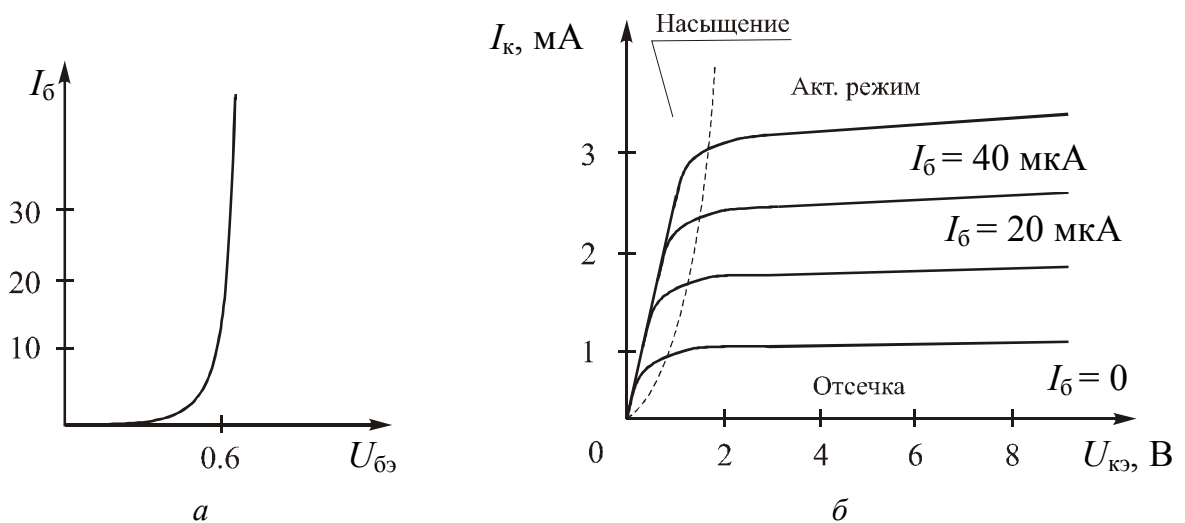 Iб
30
20
10
0.6
Uбэ
а
Iк, мА
Насыщение
Акт. режим
3
Iб = 40 мкА
Iб = 20 мкА
2
1
Отсечка
Iб = 0
0
2
4
6
8
Uкэ, В
б